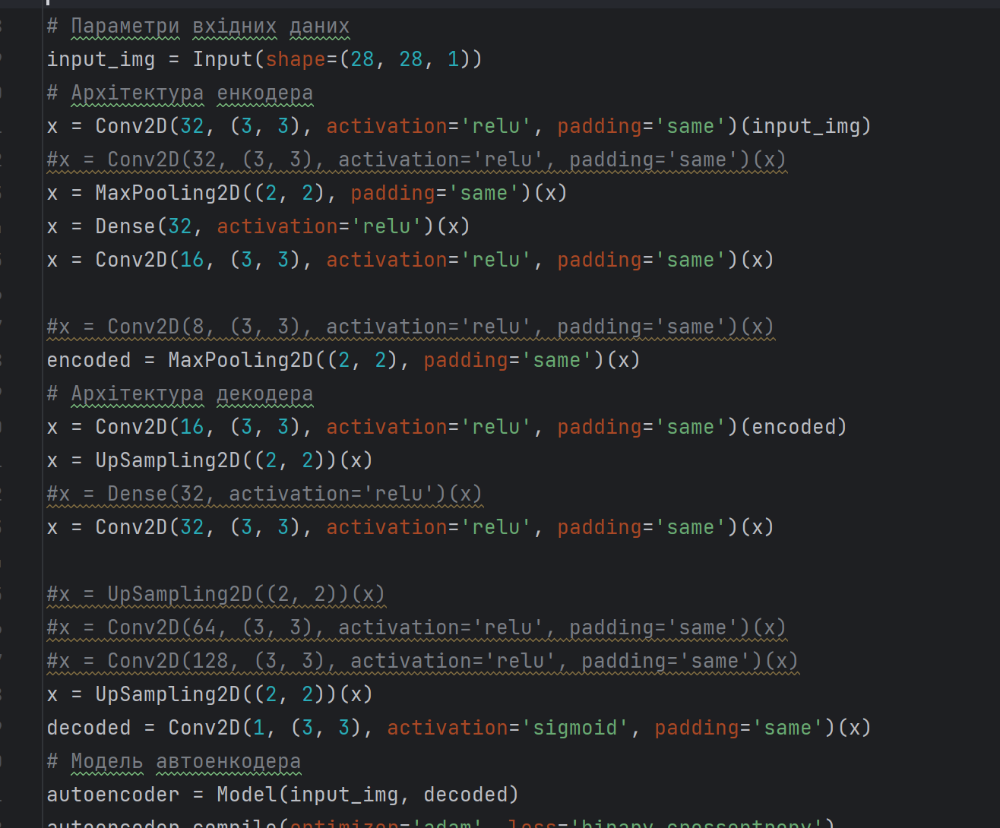 # Параметри вхідних даних
input_img = Input(shape=(28, 28, 1))
# Архітектура енкодера
x = Conv2D(32, (3, 3), activation='relu', padding='same')(input_img)
#x = Conv2D(32, (3, 3), activation='relu', padding='same')(x)
x = MaxPooling2D((2, 2), padding='same')(x)
x = Dense(32, activation='relu')(x)
x = Conv2D(16, (3, 3), activation='relu', padding='same')(x)
#x = Conv2D(8, (3, 3), activation='relu', padding='same')(x)
encoded = MaxPooling2D((2, 2), padding='same')(x)
# Архітектура декодера
x = Conv2D(16, (3, 3), activation='relu', padding='same')(encoded)
x = UpSampling2D((2, 2))(x)
#x = Dense(32, activation='relu')(x)
x = Conv2D(32, (3, 3), activation='relu', padding='same')(x)
#x = UpSampling2D((2, 2))(x)
#x = Conv2D(64, (3, 3), activation='relu', padding='same')(x)
#x = Conv2D(128, (3, 3), activation='relu', padding='same')(x)
x = UpSampling2D((2, 2))(x)
decoded = Conv2D(1, (3, 3), activation='sigmoid', padding='same')(x)
# Модель автоенкодера
autoencoder = Model(input_img, decoded)
autoencoder.compile(optimizer='adam', loss='binary_crossentropy')